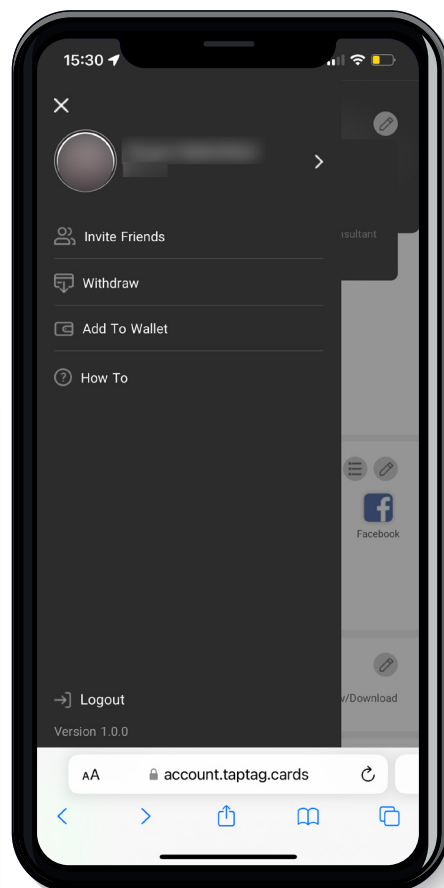 15:30
Invite Friends
Withdraw
Add To Wallet
How To
Facebook
/Download
Logout
Version 1.0.0
AA
account.taptag.cards